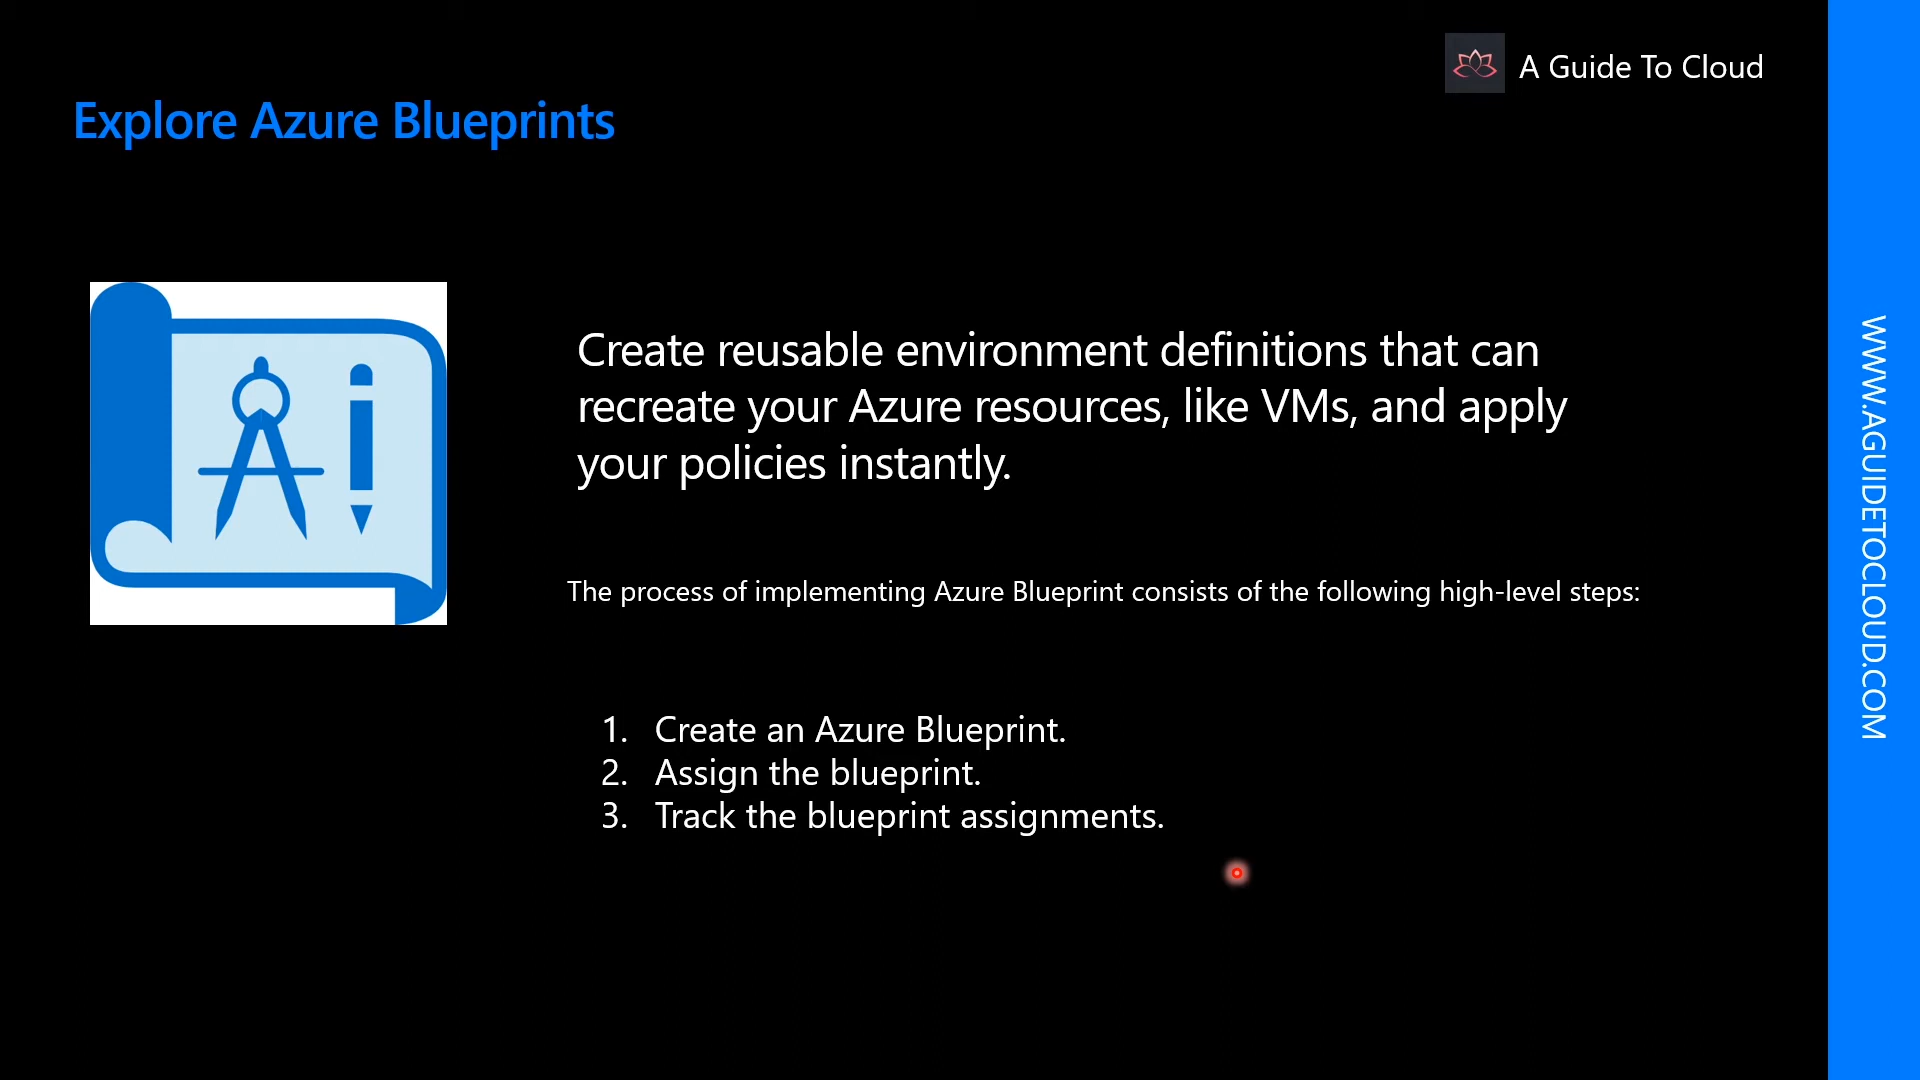 A Guide To Cloud
Explore Azure Blueprints
Create reusable environment definitions that can
recreate your Azure resources, like VMs, and apply
your policies instantly.
The process of implementing Azure Blueprint consists of the following high-level steps:
1. Create an Azure Blueprint.
2. Assign the blueprint.
3. Track the blueprint assignments.
WWW.AGUIDETOCLOUD.COM